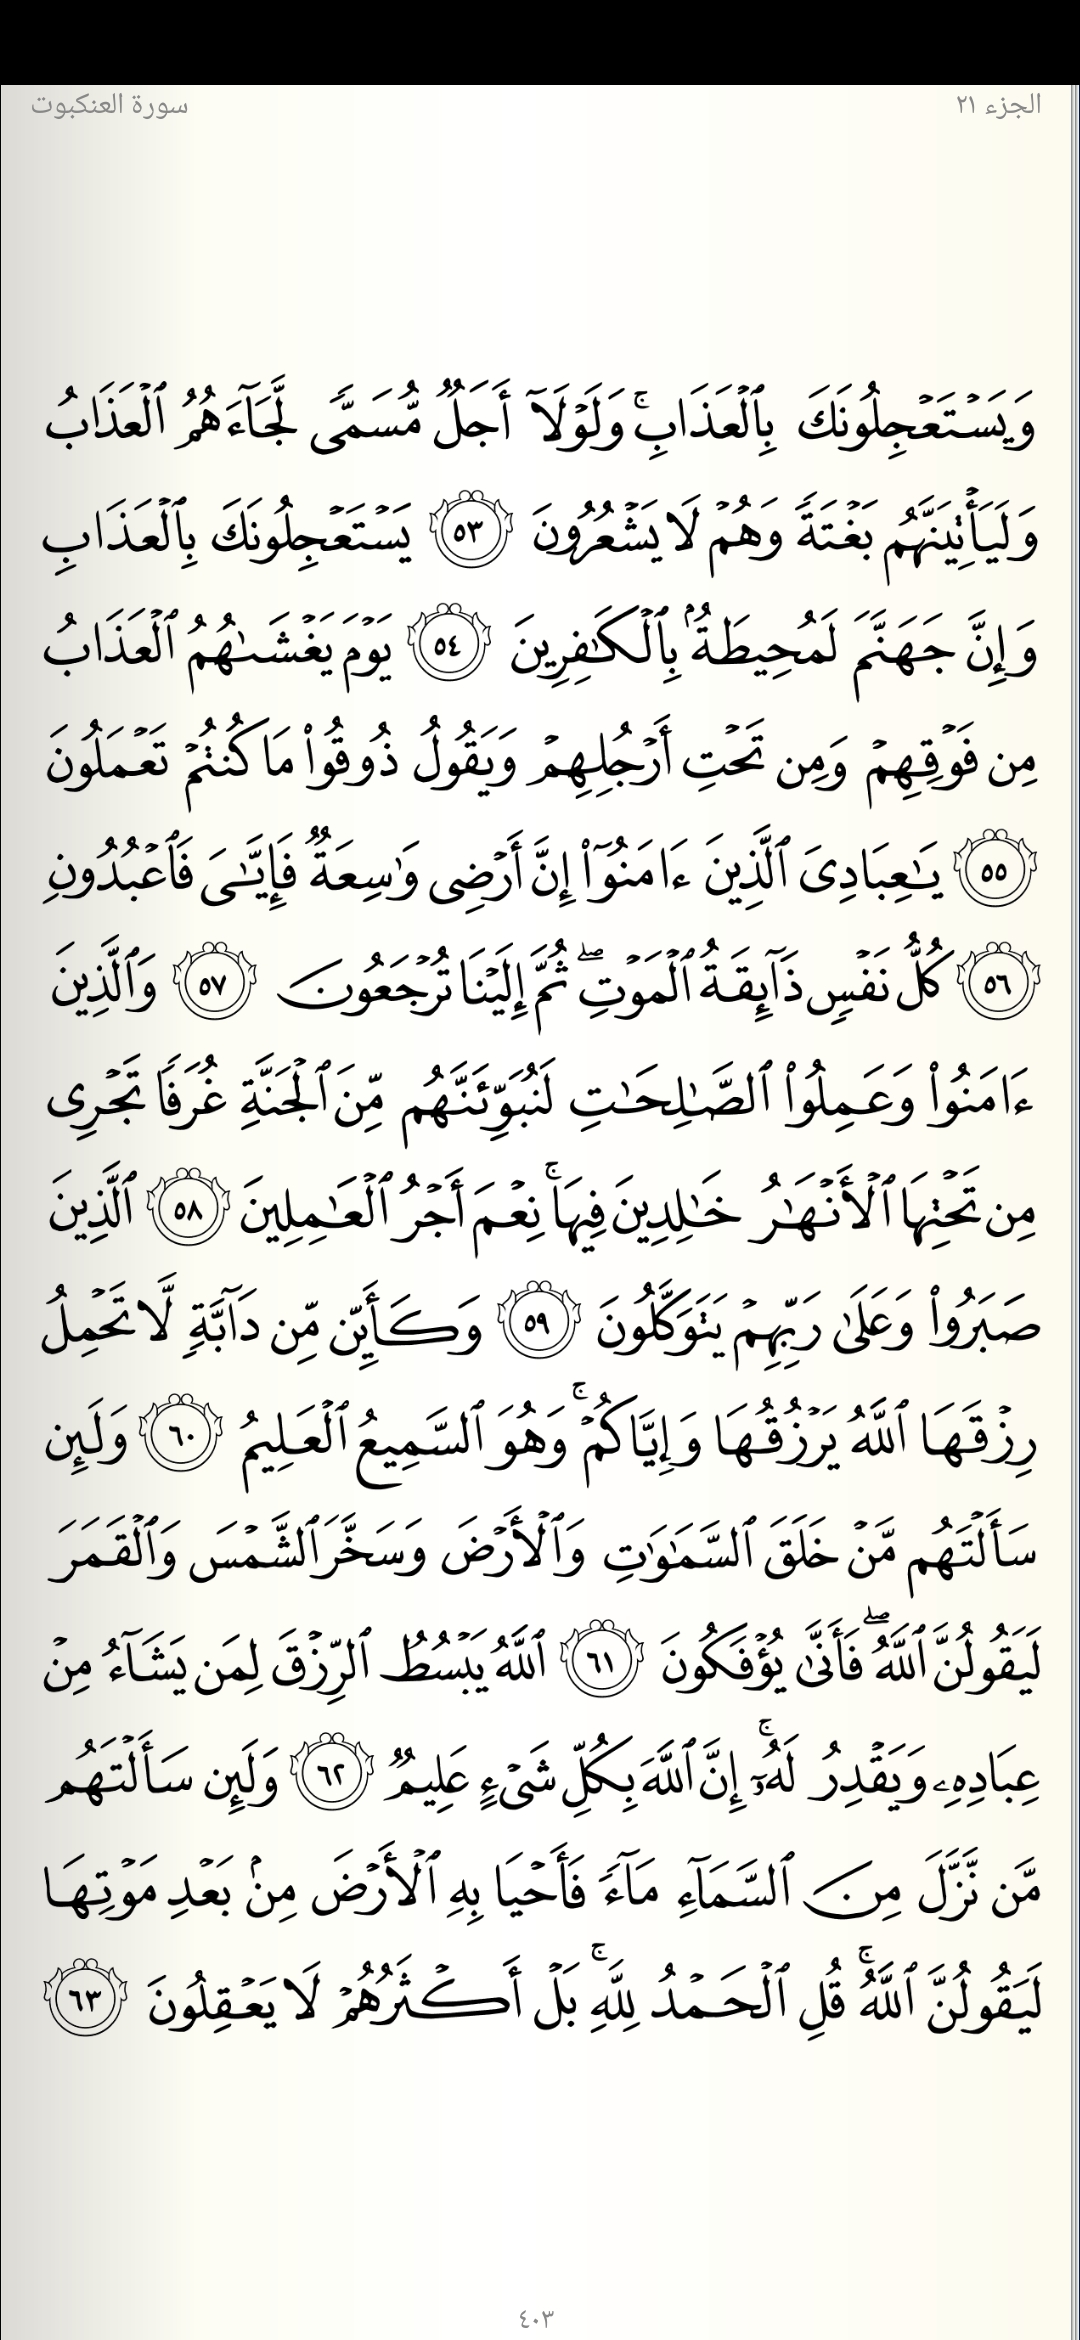 الجزء ٢١
سورة العنكبوت
وَيَسْتَعْجِلُونَكَ بِٱلْعَذَابِ ۚ وَلَوْلَآ أَجَلٌ مُّسَمًّى لَّجَآءَهُمُ ٱلْعَذَابُ
وَلَيَأْتِيَنَّهُم بَغْتَةً وَهُمْ لَا يَشْعُرُونَ ٥٣ يَسْتَعْجِلُونَكَ بِٱلْعَذَابِ
وَإِنَّ جَهَنَّمَ لَمُحِيطَةٌۢ بِٱلْكَـٰفِرِينَ ٥٤ يَوْمَ يَغْشَىٰهُمُ ٱلْعَذَابُ
مِن فَوْقِهِمْ وَمِن تَحْتِ أَرْجُلِهِمْ وَيَقُولُ ذُوقُوا۟ مَا كُنتُمْ تَعْمَلُونَ
٥٥ يَـٰعِبَادِىَ ٱلَّذِينَ ءَامَنُوٓا۟ إِنَّ أَرْضِى وَٰسِعَةٌ فَإِيَّـٰىَ فَٱعْبُدُونِ
٥٦ كُلُّ نَفْسٍ ذَآئِقَةُ ٱلْمَوْتِ ۖ ثُمَّ إِلَيْنَا تُرْجَعُونَ ٥٧ وَٱلَّذِينَ
ءَامَنُوا۟ وَعَمِلُوا۟ ٱلصَّـٰلِحَـٰتِ لَنُبَوِّئَنَّهُم مِّنَ ٱلْجَنَّةِ غُرَفًا تَجْرِى
مِن تَحْتِهَا ٱلْأَنْهَـٰرُ خَـٰلِدِينَ فِيهَا ۚ نِعْمَ أَجْرُ ٱلْعَـٰمِلِينَ ٥٨ ٱلَّذِينَ
صَبَرُوا۟ وَعَلَىٰ رَبِّهِمْ يَتَوَكَّلُونَ ٥٩ وَكَأَيِّن مِّن دَآبَّةٍ لَّا تَحْمِلُ
رِزْقَهَا ٱللَّهُ يَرْزُقُهَا وَإِيَّاكُمْ ۚ وَهُوَ ٱلسَّمِيعُ ٱلْعَلِيمُ ٦٠ وَلَئِن
سَأَلْتَهُم مَّنْ خَلَقَ ٱلسَّمَـٰوَٰتِ وَٱلْأَرْضَ وَسَخَّرَ ٱلشَّمْسَ وَٱلْقَمَرَ
لَيَقُولُنَّ ٱللَّهُ ۖ فَأَنَّىٰ يُؤْفَكُونَ ٦١ ٱللَّهُ يَبْسُطُ ٱلرِّزْقَ لِمَن يَشَآءُ مِنْ
عِبَادِهِۦ وَيَقْدِرُ لَهُۥٓ ۚ إِنَّ ٱللَّهَ بِكُلِّ شَىْءٍ عَلِيمٌ ٦٢ وَلَئِن سَأَلْتَهُم
مَّن نَّزَّلَ مِنَ ٱلسَّمَآءِ مَآءً فَأَحْيَا بِهِ ٱلْأَرْضَ مِنۢ بَعْدِ مَوْتِهَا
لَيَقُولُنَّ ٱللَّهُ ۚ قُلِ ٱلْحَمْدُ لِلَّهِ ۚ بَلْ أَكْثَرُهُمْ لَا يَعْقِلُونَ ٦٣
٤٠٣